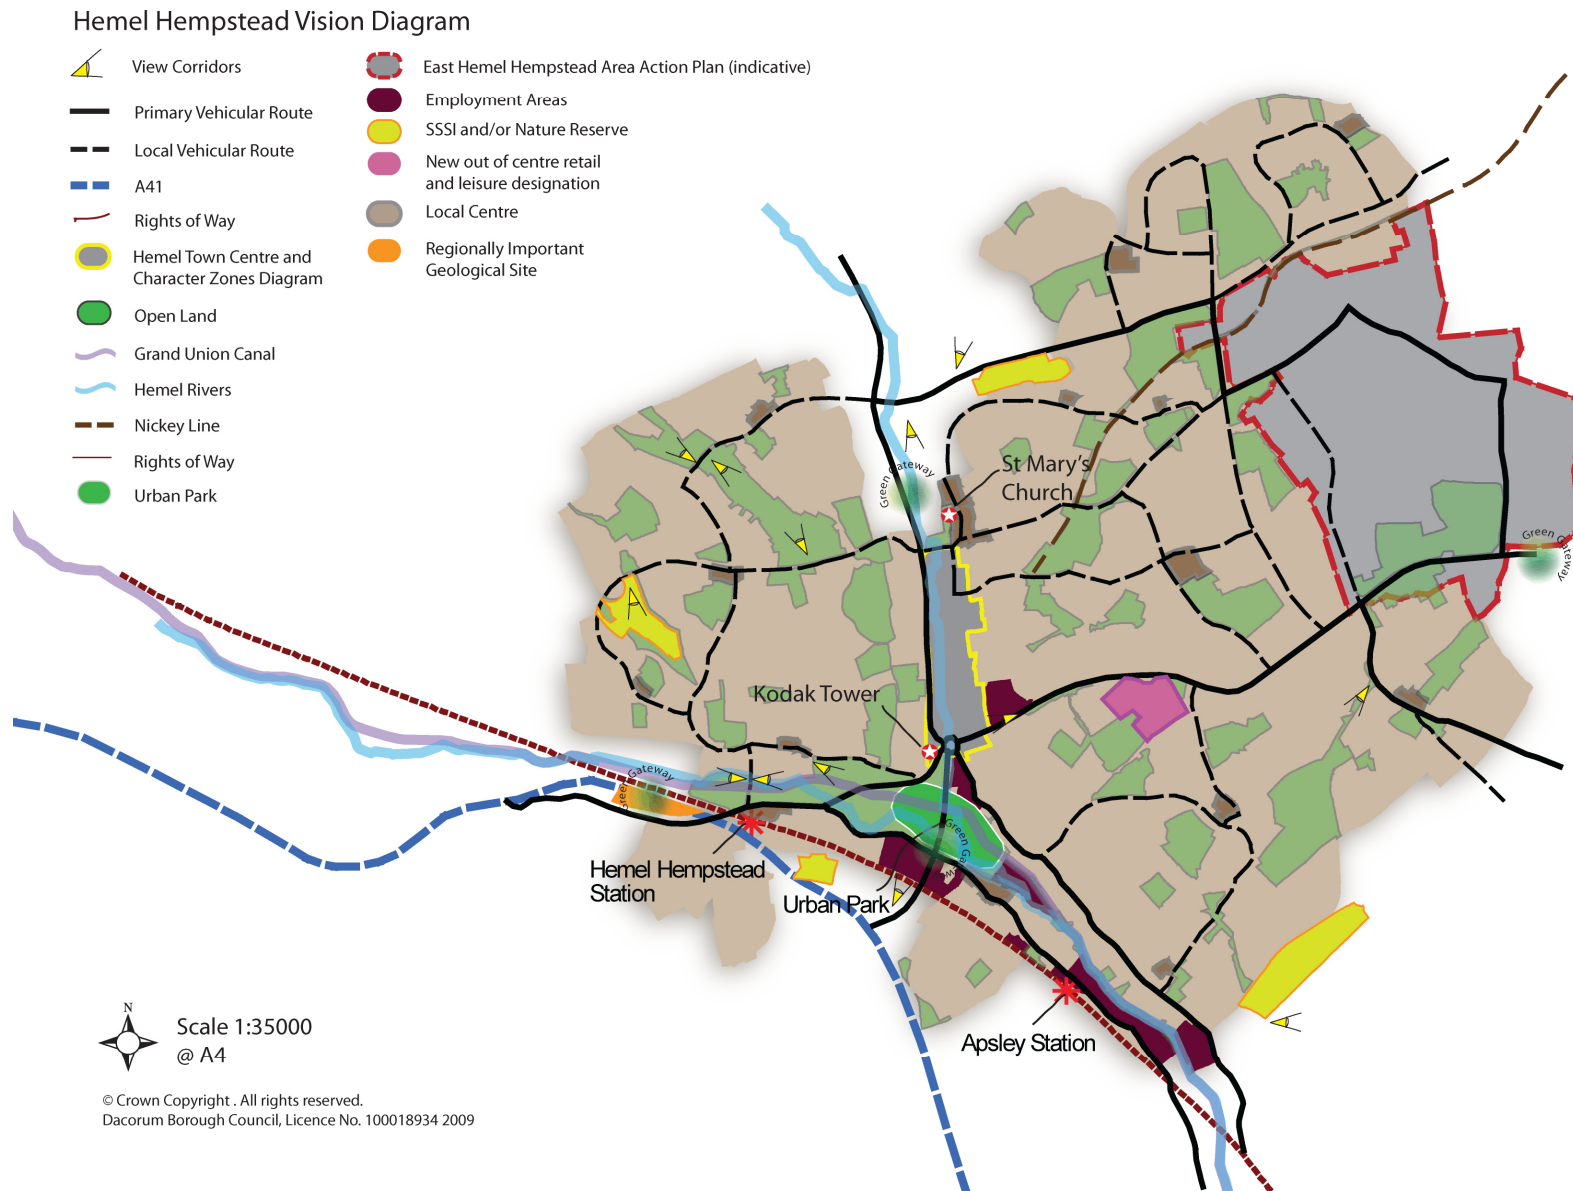 Hemel Hempstead Vision Diagram
View Corridors
Primary Vehicular Route
Local Vehicular Route
A41
Rights of Way
Hemel Town Centre and
Character Zones Diagram
Open Land
Grand Union Canal
Hemel Rivers
Nickey Line
Rights of Way
Urban Park
East Hemel Hempstead Area Action Plan (indicative)
Employment Areas
SSSI and/or Nature Reserve
New out of centre retail
and leisure designation
Local Centre
Regionally Important
Geological Site
Green Gateway
St Mary's
Church
Green Gateway
Kodak Tower
Green Gateway
Green
Hemel Hempstead
Station
Urban Park
Apsley Station
N
Scale 1:35000
@ A4
© Crown Copyright . All rights reserved.
Dacorum Borough Council, Licence No. 100018934 2009